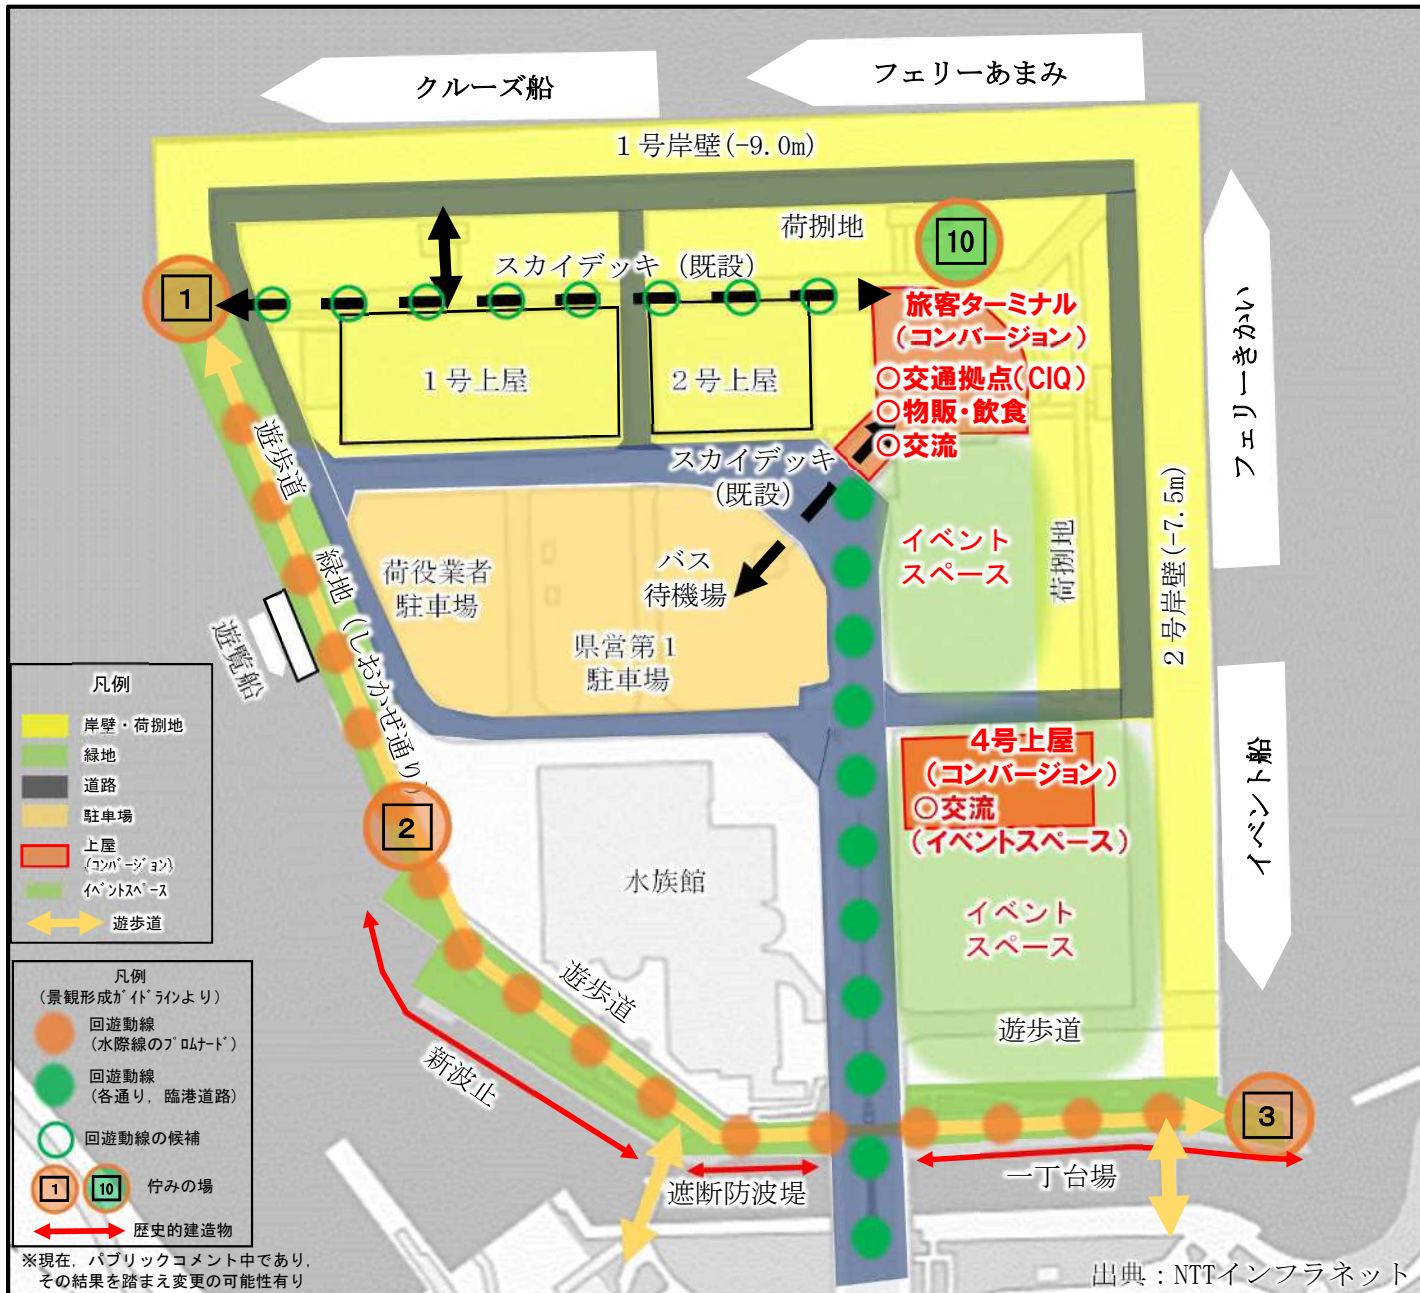 クルーズ船
フェリーあまみ
１号岸壁(-9.0m)
荷捌地
10
スカイデッキ（既設）
1
旅客ターミナル
（コンバージョン）
○交通拠点(CIQ)
○物販・飲食
○交流
１号上屋
２号上屋
フェリーきかい
遊歩道
スカイデッキ
（既設）
イベント
スペース
荷捌地
２号岸壁(-7.5m)
バス
待機場
荷役業者
駐車場
緑地（しおかぜ通り）
遊覧船
県営第１
駐車場
凡例
岸壁・荷捌地
緑地
道路
駐車場
上屋
(ｺﾝﾊﾞｰｼﾞｮﾝ)
ｲﾍﾞﾝﾄｽﾍﾟｰｽ
遊歩道
4号上屋
（コンバージョン）
○交流
（イベントスペース）
イベント船
2
水族館
イベント
スペース
遊歩道
遊歩道
新波止
3
遮断防波堤
一丁台場
凡例
(景観形成ｶﾞｲﾄﾞﾗｲﾝより)
回遊動線
(水際線のﾌﾟﾛﾑﾅｰﾄﾞ)
回遊動線
(各通り，臨港道路)
回遊動線の候補
1
10
佇みの場
歴史的建造物
※現在，パブリックコメント中であり，
その結果を踏まえ変更の可能性有り
出典：NTTインフラネット